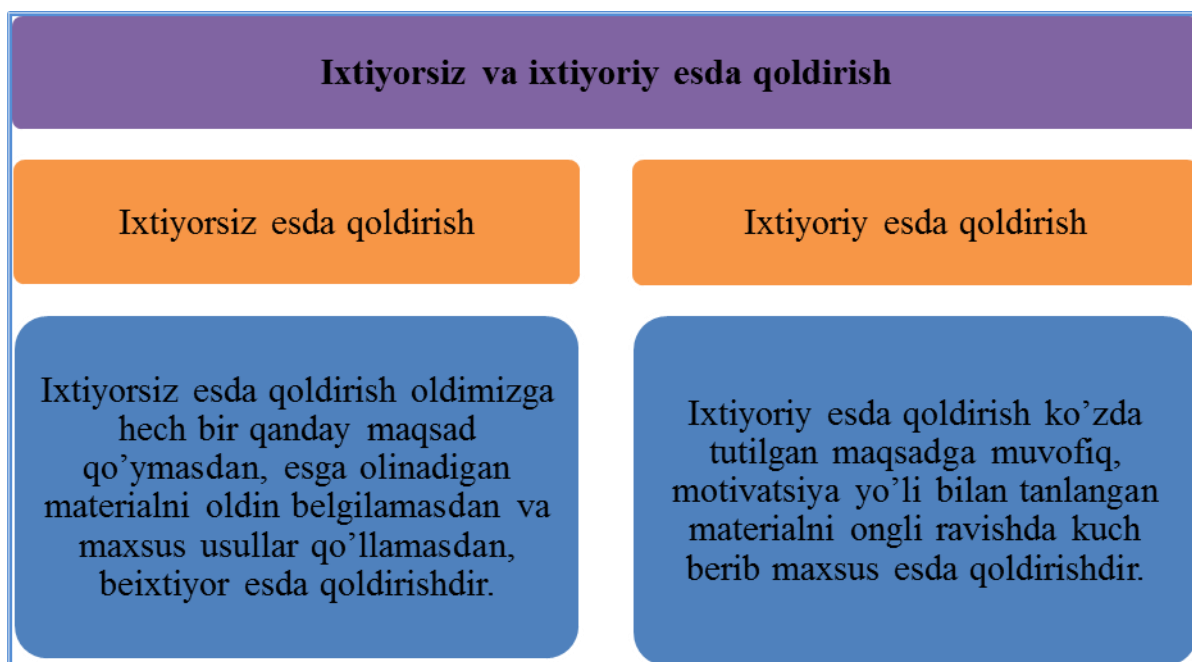 Ixtiyorsiz va ixtiyoriy esda qoldirish
Ixtiyorsiz esda qoldirish
Ixtiyoriy esda qoldirish
Ixtiyorsiz esda qoldirish oldimizga
hech bir qanday maqsad
qo’ymasdan, esga olinadigan
materialni oldin belgilamasdan va
maxsus usullar qo’llamasdan,
beixtiyor esda qoldirishdir.
Ixtiyoriy esda qoldirish ko’zda
tutilgan maqsadga muvofiq,
motivatsiya yo’li bilan tanlangan
materialni ongli ravishda kuch
berib maxsus esda qoldirishdir.